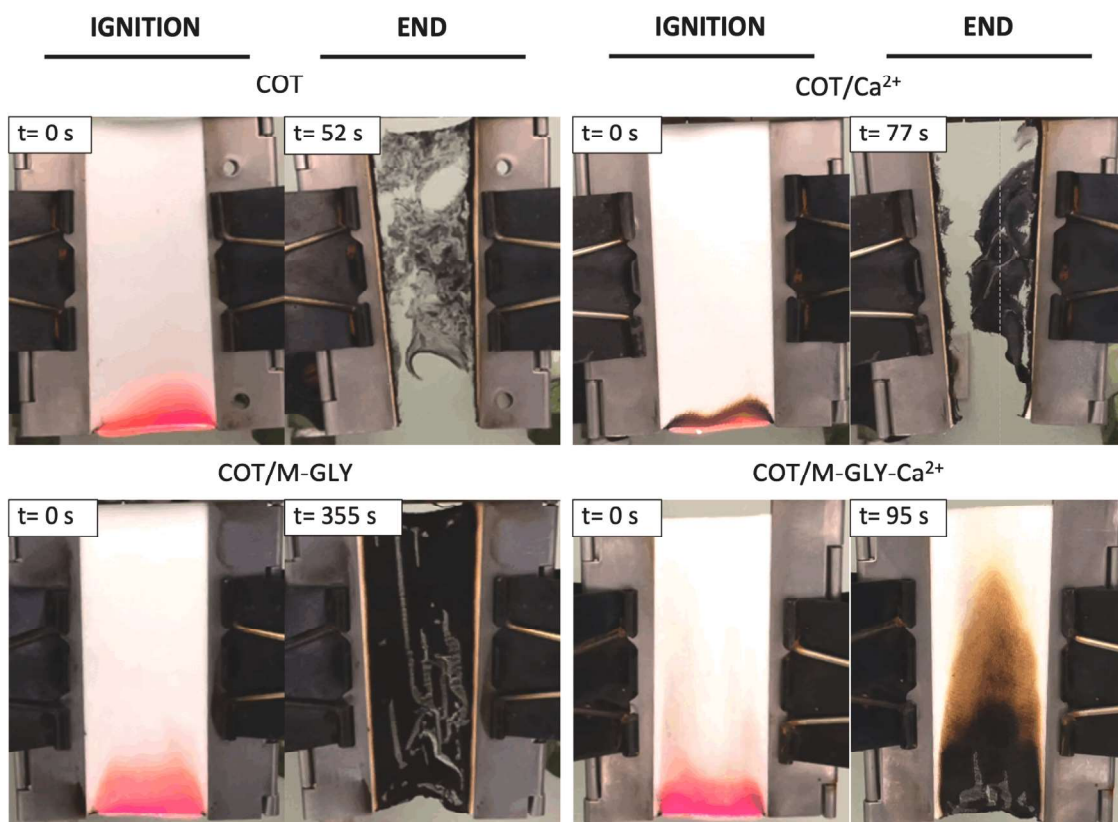 IGNITION END IGNITION END
COT COT/Ca²⁺
t= 0 s t= 52 s t= 0 s t= 77 s
COT/M-GLY COT/M-GLY-Ca²⁺
t= 0 s t= 355 s t= 0 s t= 95 s